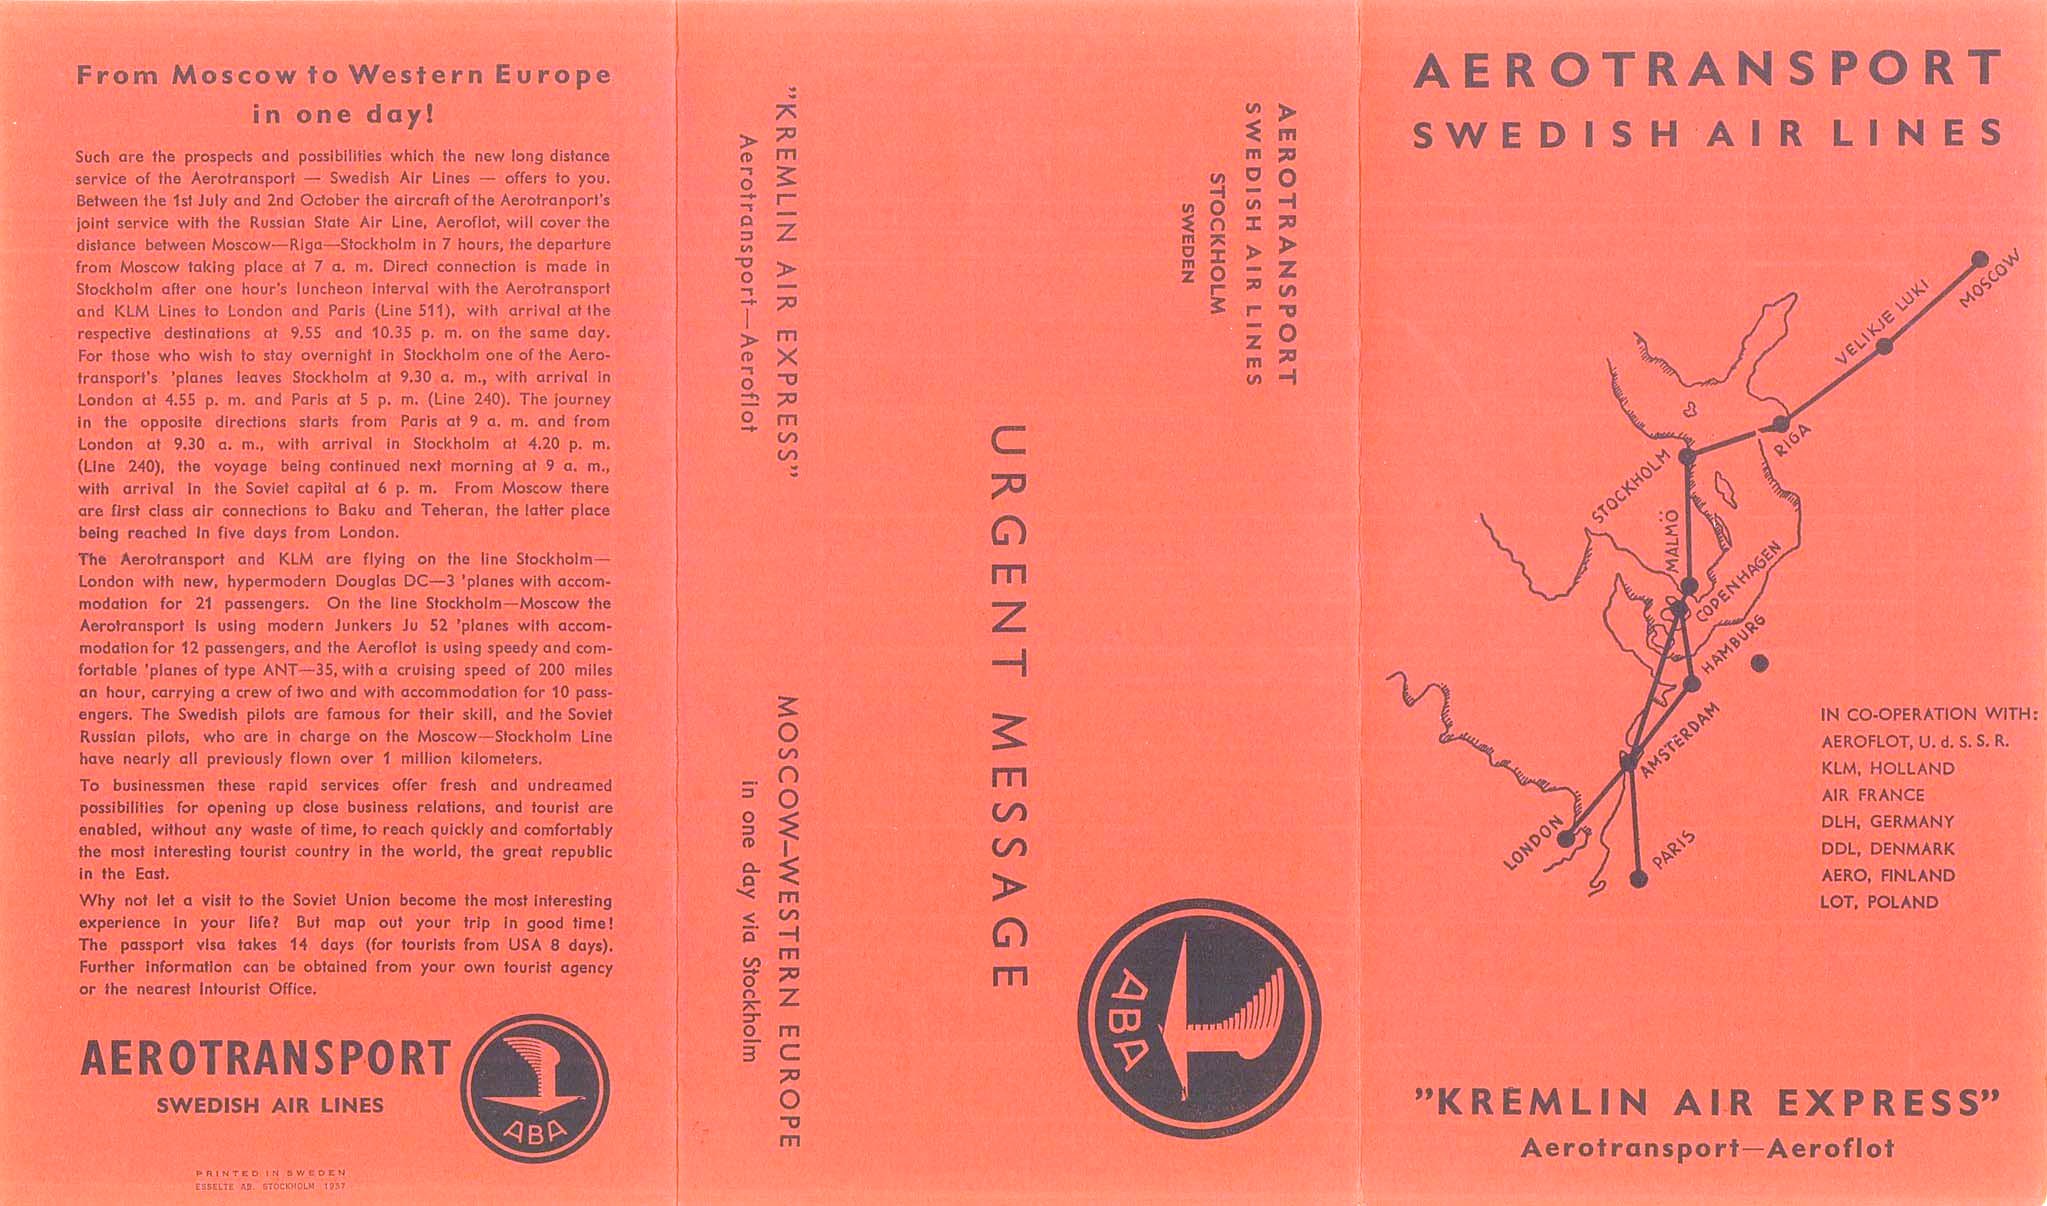 From Moscow to Western Europe
in one day!
Such are the prospects and possibilities which the new long distance
service of the Aerotransport — Swedish Air Lines — offers to you.
Between the 1st July and 2nd October the aircraft of the Aerotranport's
joint service with the Russian State Air Line, Aeroflot, will cover the
distance between Moscow—Riga—Stockholm in 7 hours, the departure
from Moscow taking place at 7 a. m. Direct connection is made in
Stockholm after one hour's luncheon interval with the Aerotransport
and KLM Lines to London and Paris (Line 511), with arrival at the
respective destinations at 9.55 and 10.35 p. m. on the same day.
For those who wish to stay overnight in Stockholm one of the Aero-
transport's 'planes leaves Stockholm at 9.30 a. m., with arrival in
London at 4.55 p. m. and Paris at 5 p. m. (Line 240). The journey
in the opposite directions starts from Paris at 9 a. m. and from
London at 9.30 a. m., with arrival in Stockholm at 4.20 p. m.
(Line 240), the voyage being continued next morning at 9 a. m.,
with arrival in the Soviet capital at 6 p. m. From Moscow there
are first class air connections to Baku and Teheran, the latter place
being reached in five days from London.
The Aerotransport and KLM are flying on the line Stockholm—
London with new, hypermodern Douglas DC—3 'planes with accom-
modation for 21 passengers. On the line Stockholm—Moscow the
Aerotransport is using modern Junkers Ju 52 'planes with accom-
modation for 12 passengers, and the Aeroflot is using speedy and com-
fortable 'planes of type ANT—35, with a cruising speed of 200 miles
an hour, carrying a crew of two and with accommodation for 10 pass-
engers. The Swedish pilots are famous for their skill, and the Soviet
Russian pilots, who are in charge on the Moscow—Stockholm Line
have nearly all previously flown over 1 million kilometers.
To businessmen these rapid services offer fresh and undreamed
possibilities for opening up close business relations, and tourist are
enabled, without any waste of time, to reach quickly and comfortably
the most interesting tourist country in the world, the great republic
in the East.
Why not let a visit to the Soviet Union become the most interesting
experience in your life? But map out your trip in good time!
The passport visa takes 14 days (for tourists from USA 8 days).
Further information can be obtained from your own tourist agency
or the nearest Intourist Office.
AEROTRANSPORT
SWEDISH AIR LINES
ABA
PRINTED IN SWEDEN
ESSELTE AB. STOCKHOLM 1937
"KREMLIN AIR EXPRESS"
Aerotransport—Aeroflot
MOSCOW–WESTERN EUROPE
in one day via Stockholm
URGENT MESSAGE
AEROTRANSPORT
SWEDISH AIR LINES
STOCKHOLM
SWEDEN
ABA
AEROTRANSPORT
SWEDISH AIR LINES
MOSCOW
VELIKJE LUKI
RIGA
STOCKHOLM
MALMÖ
COPENHAGEN
HAMBURG
AMSTERDAM
LONDON
PARIS
IN CO-OPERATION WITH:
AEROFLOT, U. d. S. S. R.
KLM, HOLLAND
AIR FRANCE
DLH, GERMANY
DDL, DENMARK
AERO, FINLAND
LOT, POLAND
"KREMLIN AIR EXPRESS"
Aerotransport—Aeroflot